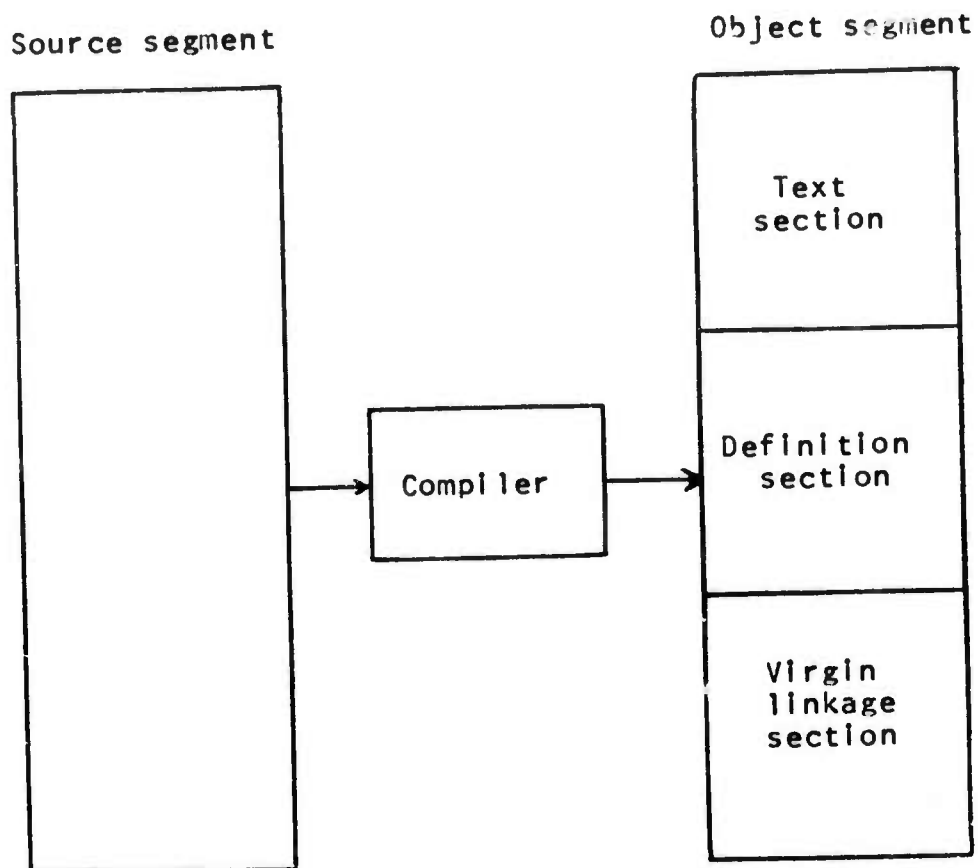 Source segment
Object segment
Text
section
Compiler
Definition
section
Virgin
linkage
section